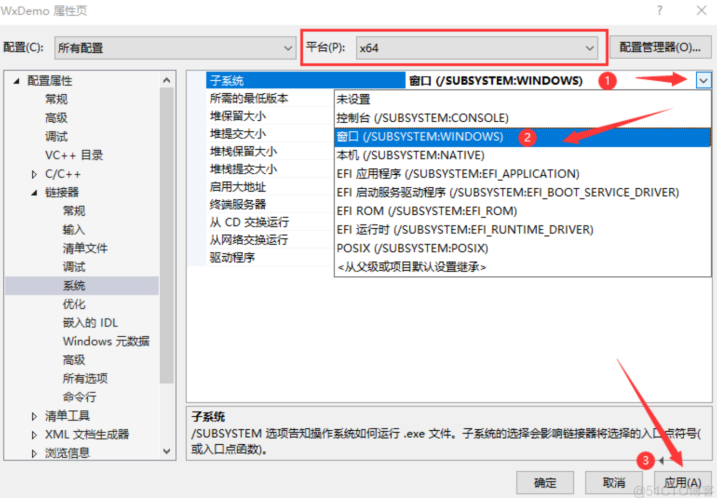 WxDemo 属性页 ? ×
配置(C): 所有配置 平台(P): x64 配置管理器(O)...
配置属性
常规
高级
调试
VC++ 目录
C/C++
链接器
常规
输入
清单文件
调试
系统
优化
嵌入的 IDL
Windows 元数据
高级
所有选项
命令行
清单工具
XML 文档生成器
浏览信息
子系统 窗口 (/SUBSYSTEM:WINDOWS) 1
所需的最低版本
堆保留大小
堆提交大小
堆栈保留大小
堆栈提交大小
启用大地址
终端服务器
从 CD 交换运行
从网络交换运行
驱动程序
未设置
控制台 (/SUBSYSTEM:CONSOLE)
窗口 (/SUBSYSTEM:WINDOWS) 2
本机 (/SUBSYSTEM:NATIVE)
EFI 应用程序 (/SUBSYSTEM:EFI_APPLICATION)
EFI 启动服务驱动程序 (/SUBSYSTEM:EFI_BOOT_SERVICE_DRIVER)
EFI ROM (/SUBSYSTEM:EFI_ROM)
EFI 运行时 (/SUBSYSTEM:EFI_RUNTIME_DRIVER)
POSIX (/SUBSYSTEM:POSIX)
<从父级或项目默认设置继承>
子系统
/SUBSYSTEM 选项告知操作系统如何运行 .exe 文件。子系统的选择会影响链接器将选择的入口点符号(
或入口点函数)。
3
确定 取消 应用(A)
@51CTO博客